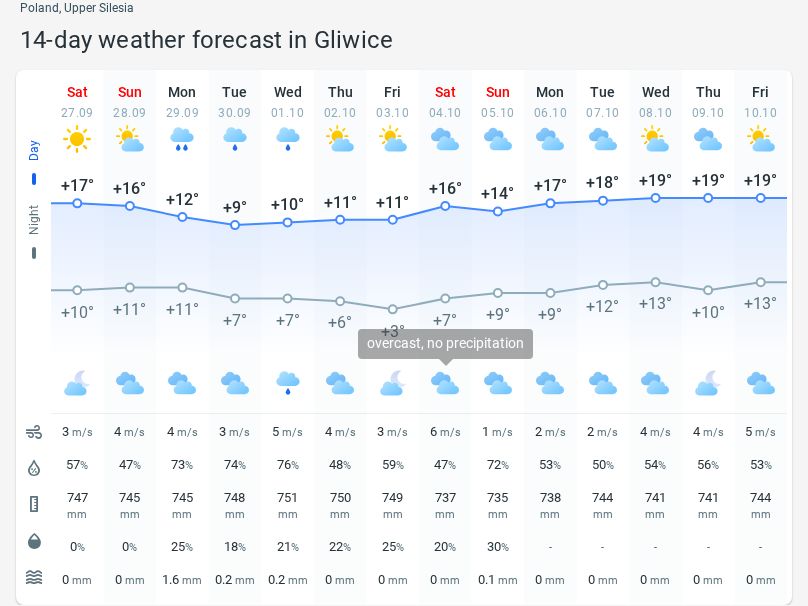 Poland, Upper Silesia
14-day weather forecast in Gliwice
Sat Sun Mon Tue Wed Thu Fri Sat Sun Mon Tue Wed Thu Fri
27.09 28.09 29.09 30.09 01.10 02.10 03.10 04.10 05.10 06.10 07.10 08.10 09.10 10.10
Day
+17° +16° +12° +9° +10° +11° +11° +16° +14° +17° +18° +19° +19° +19°
Night
+10° +11° +11° +7° +7° +6° +3° +7° +9° +9° +12° +13° +10° +13°
overcast, no precipitation
3 m/s 4 m/s 4 m/s 3 m/s 5 m/s 4 m/s 3 m/s 6 m/s 1 m/s 2 m/s 2 m/s 4 m/s 4 m/s 5 m/s
57% 47% 73% 74% 76% 48% 59% 47% 72% 53% 50% 54% 56% 53%
747 745 745 748 751 750 749 737 735 738 744 741 741 744
mm mm mm mm mm mm mm mm mm mm mm mm mm mm
0% 0% 25% 18% 21% 22% 25% 20% 30% - - - - -
0 mm 0 mm 1.6 mm 0.2 mm 0.2 mm 0 mm 0 mm 0 mm 0.1 mm 0 mm 0 mm 0 mm 0 mm 0 mm